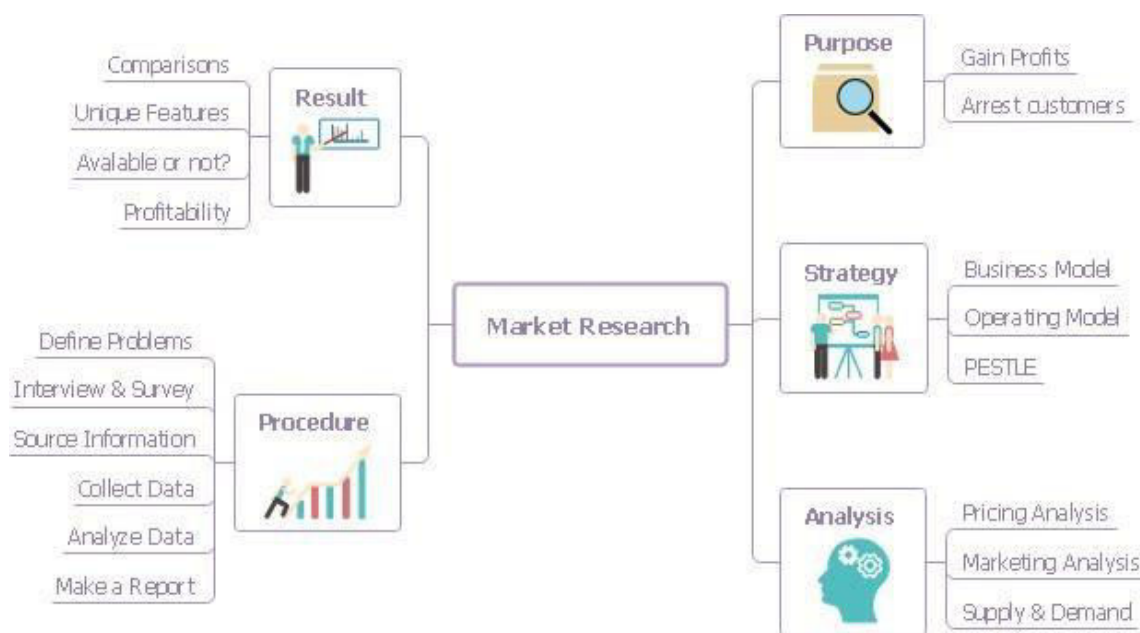 Market Research
Purpose
Gain Profits
Arrest customers
Strategy
Business Model
Operating Model
PESTLE
Analysis
Pricing Analysis
Marketing Analysis
Supply & Demand
Result
Comparisons
Unique Features
Avalable or not?
Profitability
Procedure
Define Problems
Interview & Survey
Source Information
Collect Data
Analyze Data
Make a Report